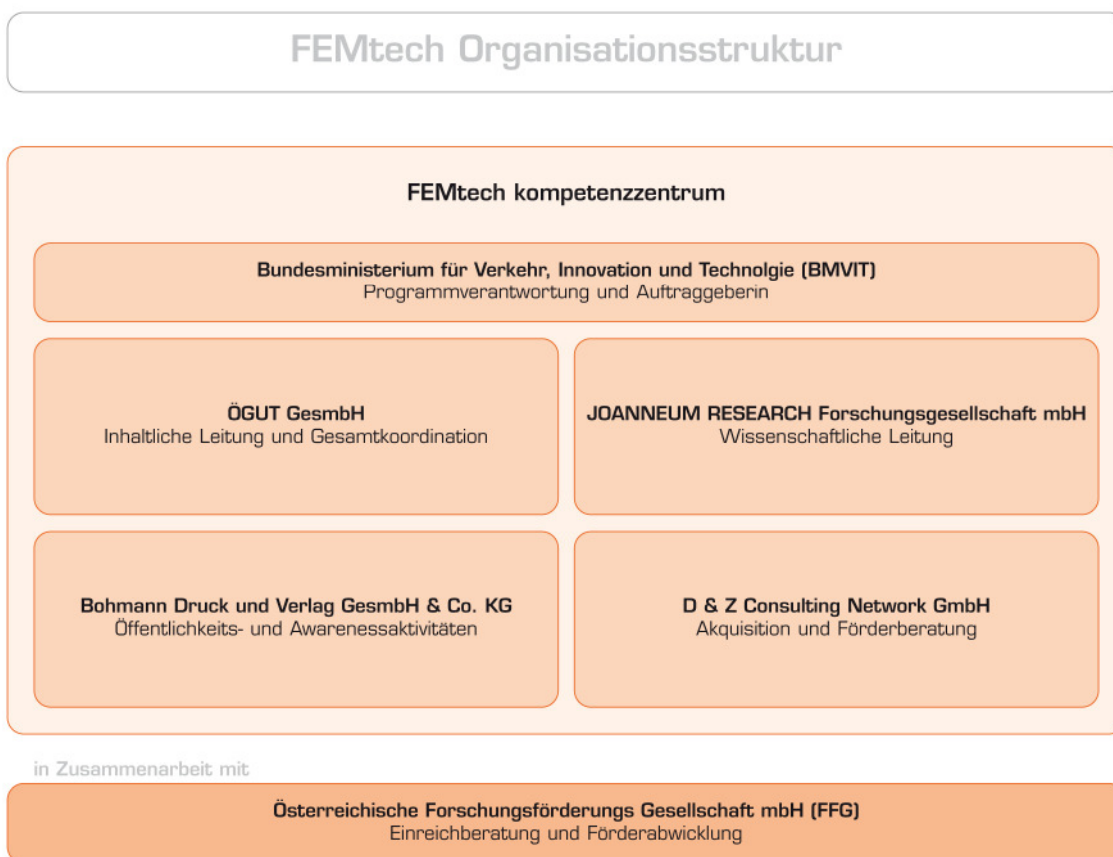 FEMtech Organisationsstruktur
FEMtech kompetenzzentrum
Bundesministerium für Verkehr, Innovation und Technolgie (BMVIT)
Programmverantwortung und Auftraggeberin
ÖGUT GesmbH
Inhaltliche Leitung und Gesamtkoordination
JOANNEUM RESEARCH Forschungsgesellschaft mbH
Wissenschaftliche Leitung
Bohmann Druck und Verlag GesmbH & Co. KG
Öffentlichkeits- und Awarenessaktivitäten
D & Z Consulting Network GmbH
Akquisition und Förderberatung
in Zusammenarbeit mit
Österreichische Forschungsförderungs Gesellschaft mbH (FFG)
Einreichberatung und Förderabwicklung